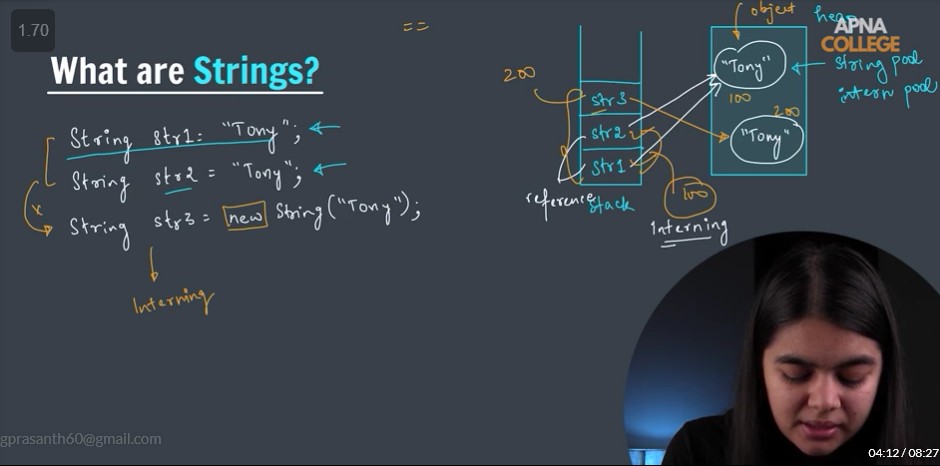 1.70
==
object
heap
APNA
COLLEGE
What are Strings?
"Tony"
string pool
intern pool
200
100
200
str3
"Tony"
String str1= "Tony";
str2
String str2 = "Tony";
str1
x
reference
stack
100
String str3 = new String("Tony");
Interning
Interning
gprasanth60@gmail.com
04:12 / 08:27